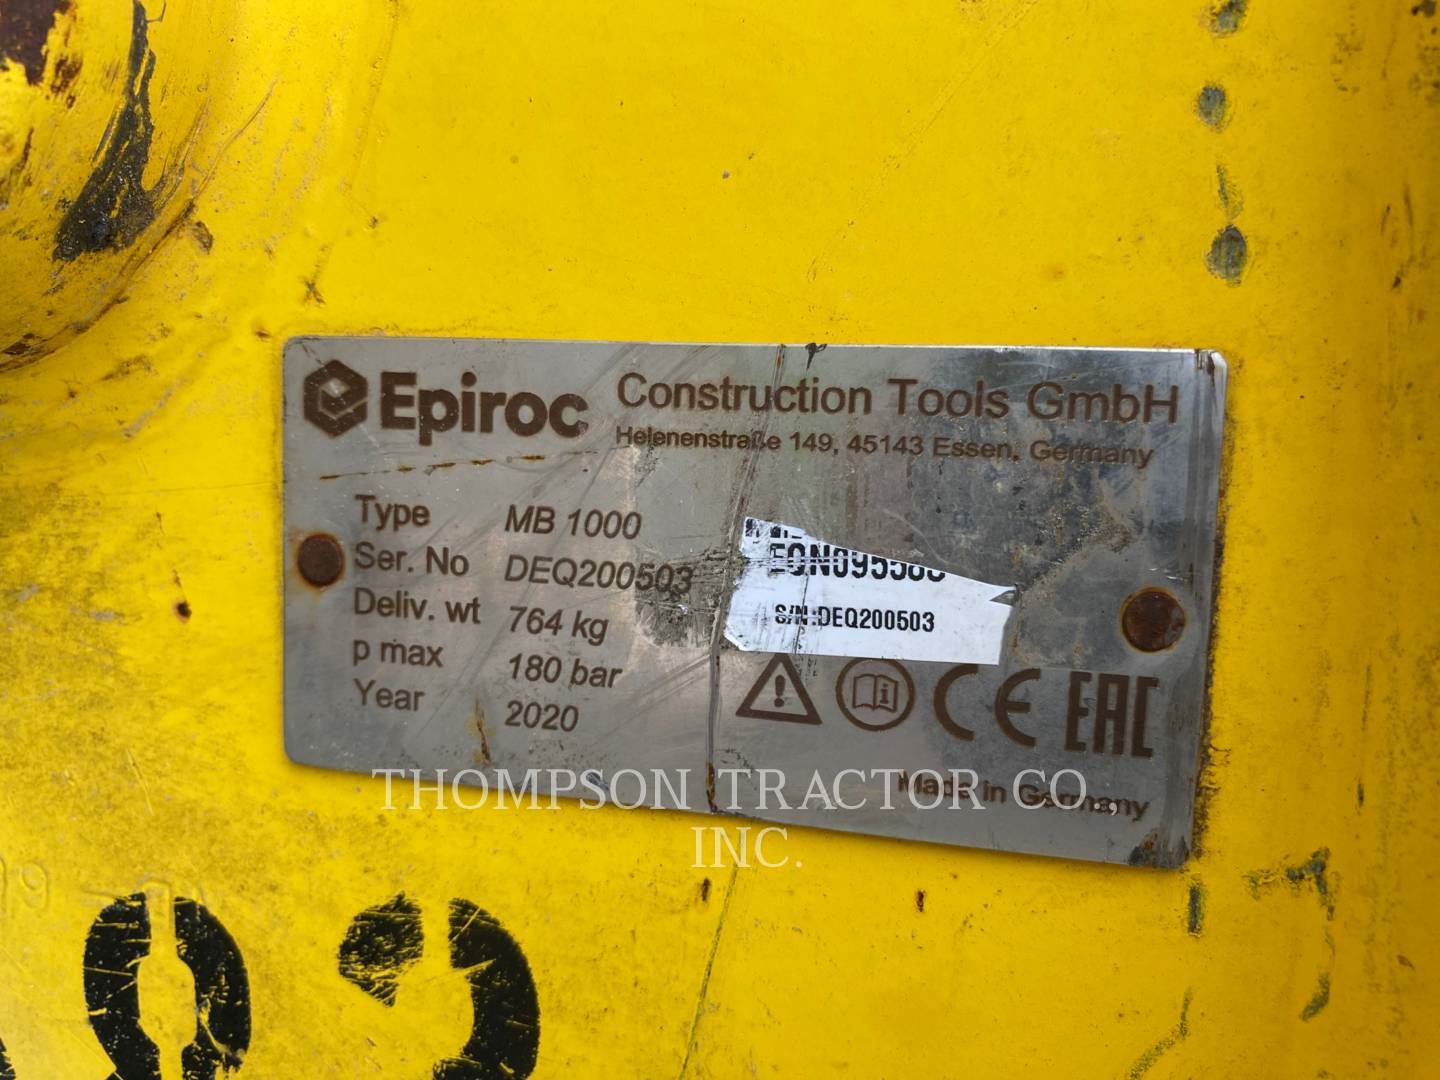 Epiroc Construction Tools GmbH
Helenenstraße 149, 45143 Essen, Germany
Type MB 1000
Ser. No DEQ200503
Deliv. wt 764 kg
p max 180 bar
Year 2020
S/N:DEQ200503
CE EAC
Made in Germany
THOMPSON TRACTOR CO.,
INC.